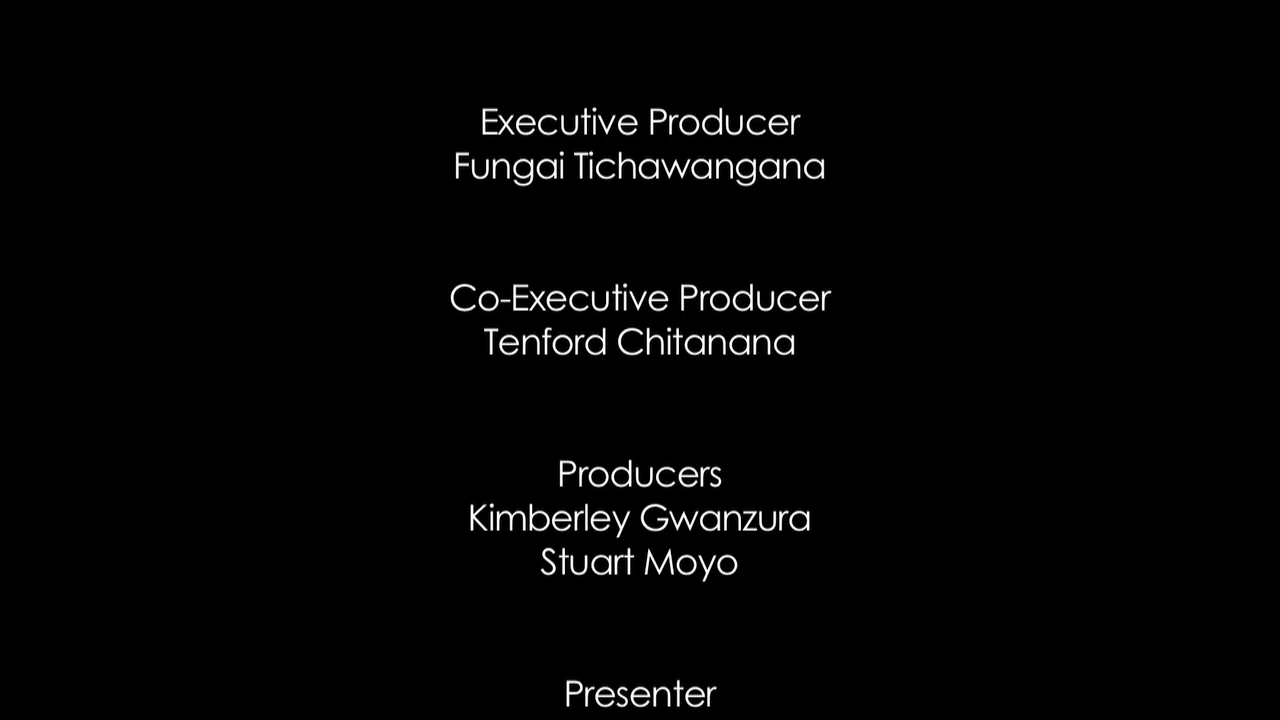 Executive Producer
Fungai Tichawangana
Co-Executive Producer
Tenford Chitanana
Producers
Kimberley Gwanzura
Stuart Moyo
Presenter